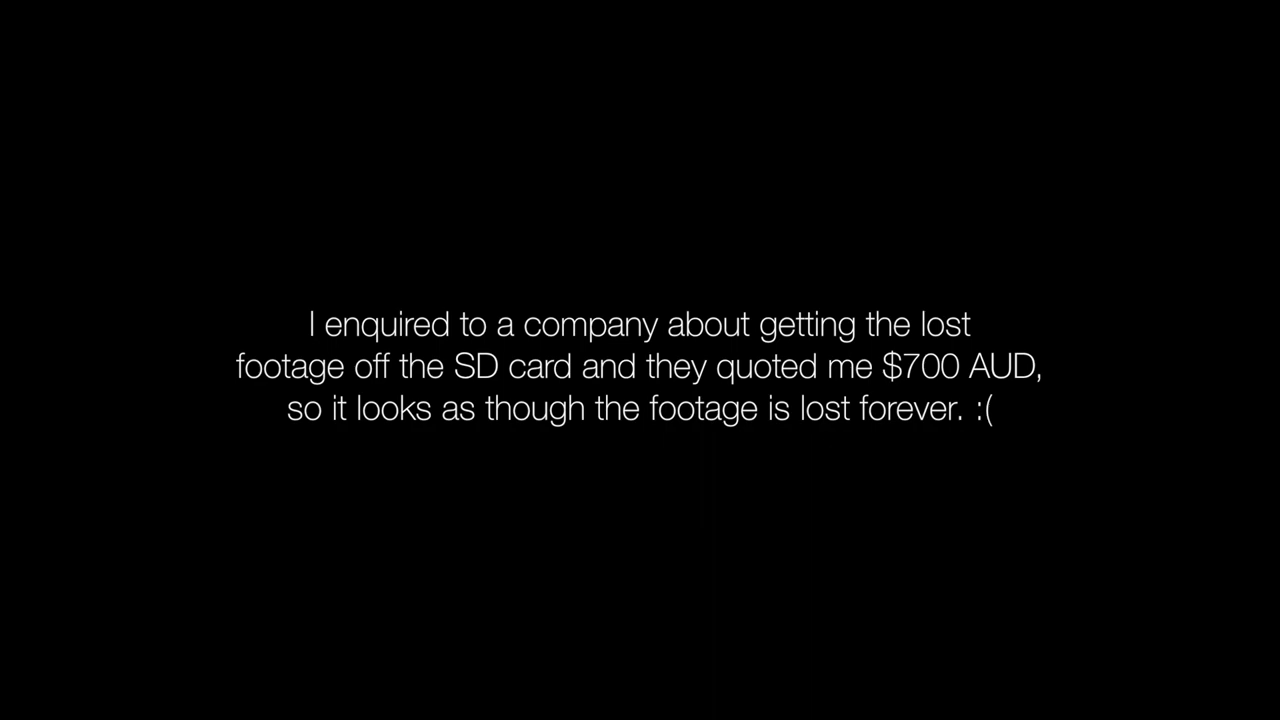 I enquired to a company about getting the lost
footage off the SD card and they quoted me $700 AUD,
so it looks as though the footage is lost forever. :(